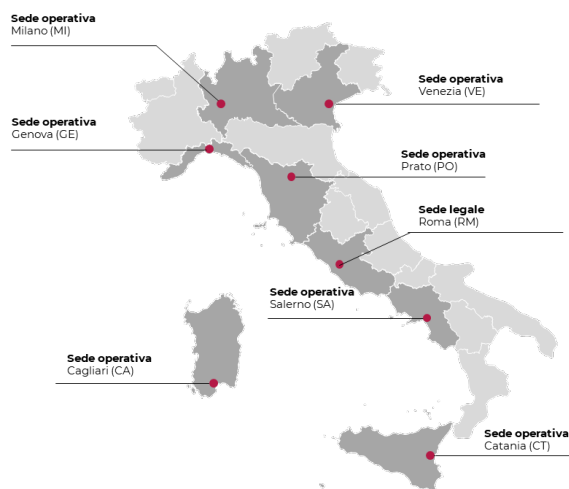 Sede operativa
Milano (MI)
Sede operativa
Venezia (VE)
Sede operativa
Genova (GE)
Sede operativa
Prato (PO)
Sede legale
Roma (RM)
Sede operativa
Salerno (SA)
Sede operativa
Cagliari (CA)
Sede operativa
Catania (CT)